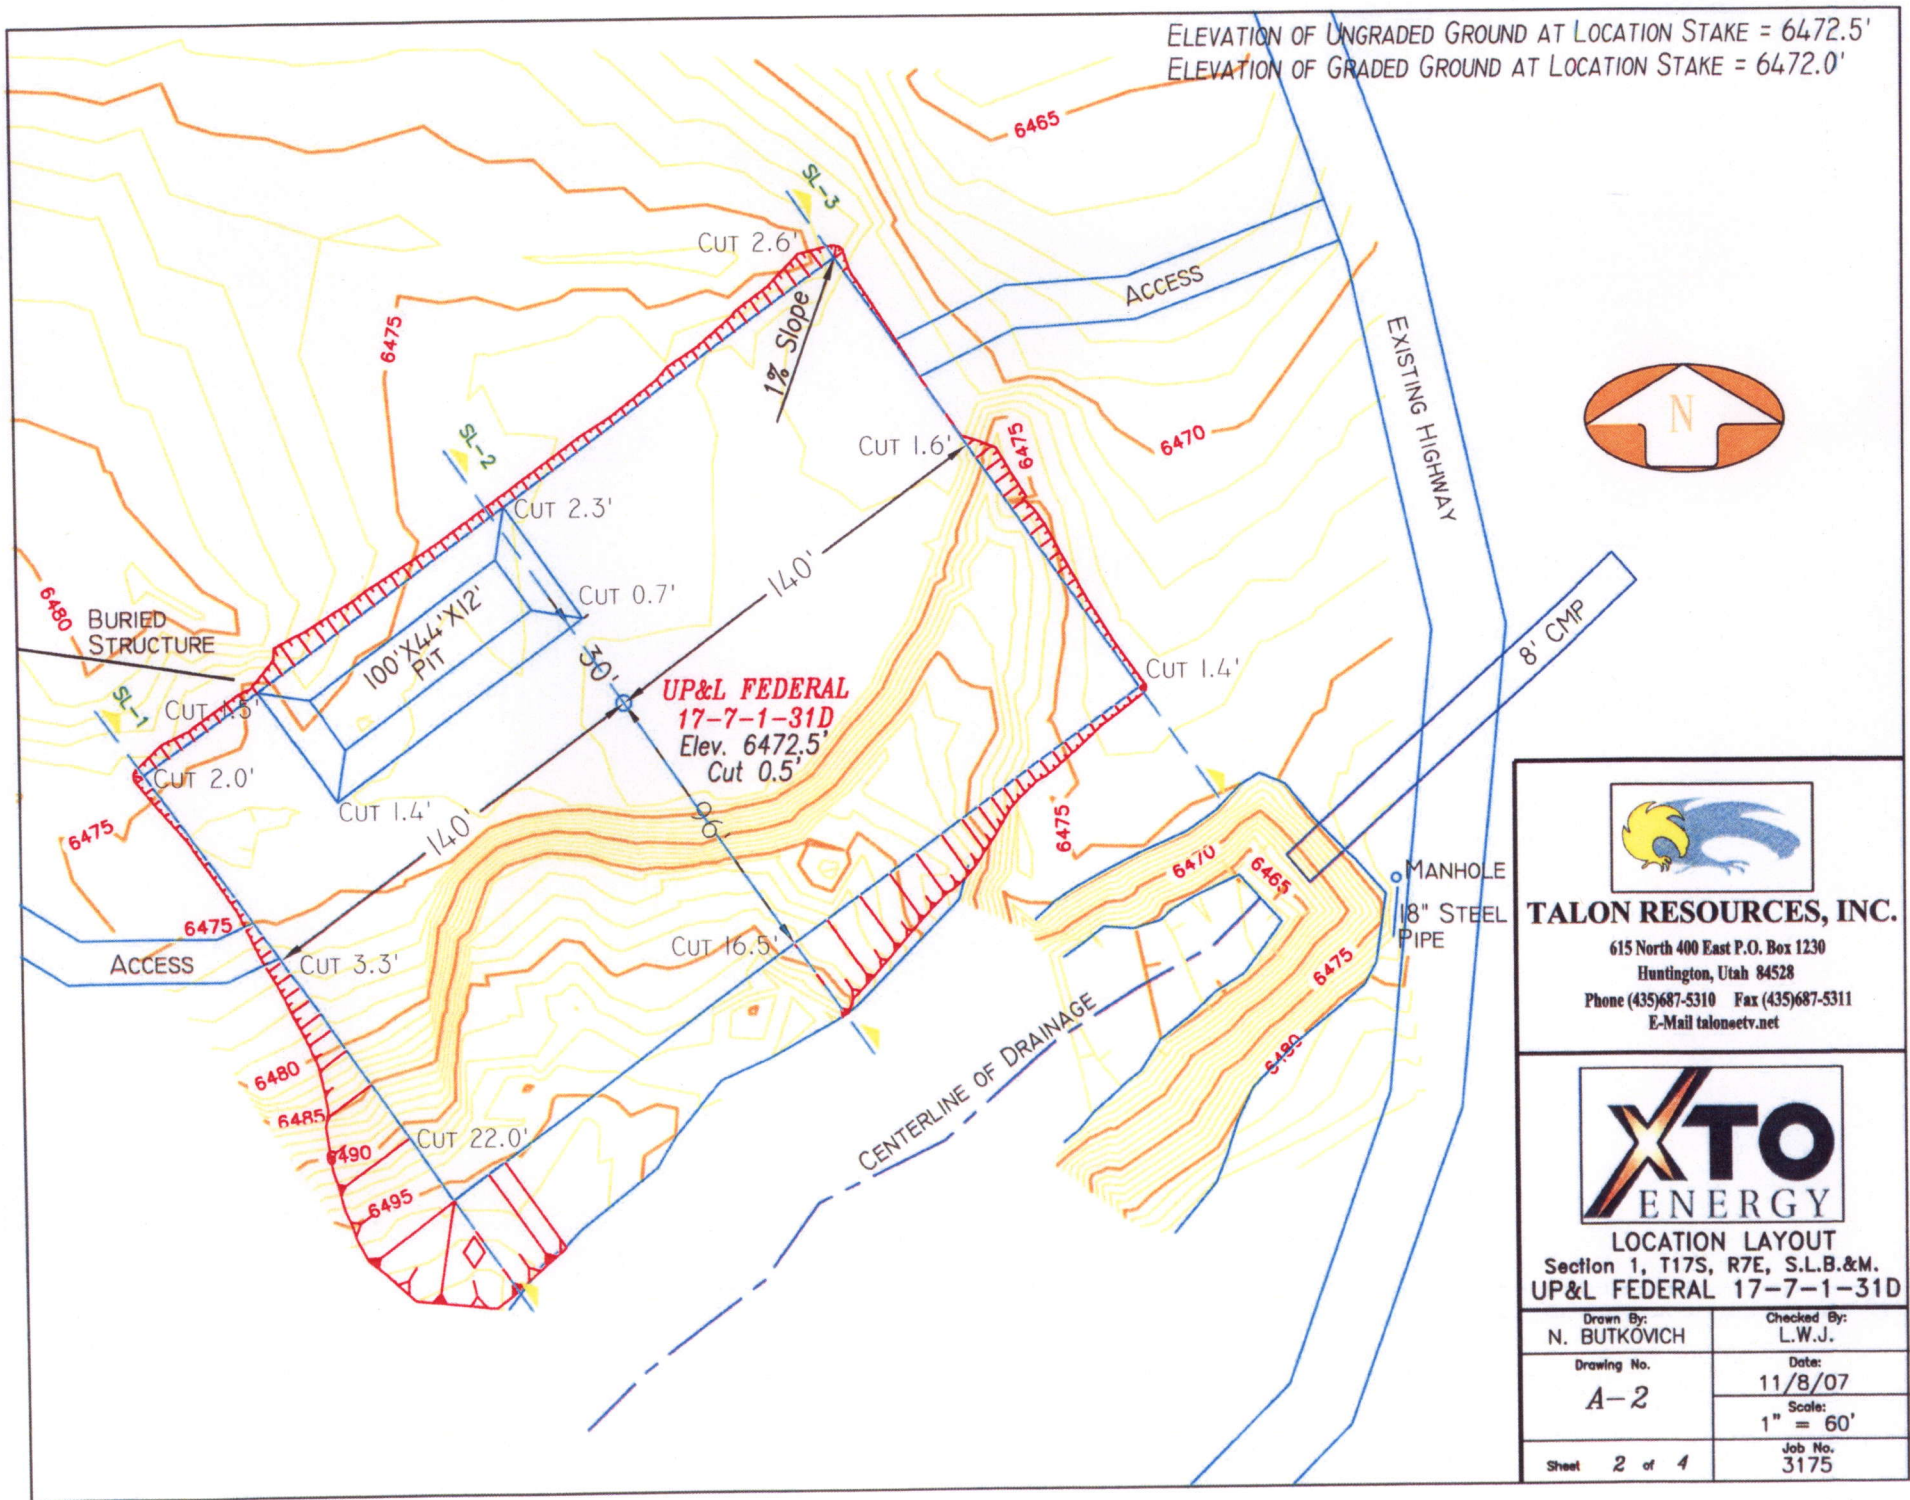 ELEVATION OF UNGRADED GROUND AT LOCATION STAKE = 6472.5'
ELEVATION OF GRADED GROUND AT LOCATION STAKE = 6472.0'
6465
SL-3
CUT 2.6'
1% Slope
ACCESS
6475
EXISTING HIGHWAY
N
SL-2
CUT 1.6'
6475
6470
CUT 2.3'
140'
CUT 0.7'
6480
BURIED
STRUCTURE
100'X44'X12'
PIT
8' CMP
30'
UP&L FEDERAL
17-7-1-31D
Elev. 6472.5'
Cut 0.5'
CUT 1.4'
SL-1
CUT 1.5'
CUT 2.0'
CUT 1.4'
140'
96'
6475
6475
6470
6465
MANHOLE
18" STEEL
PIPE
6475
ACCESS
CUT 3.3'
CUT 16.5'
6475
CENTERLINE OF DRAINAGE
6480
6480
6485
6490
6495
CUT 22.0'
TALON RESOURCES, INC.
615 North 400 East P.O. Box 1230
Huntington, Utah 84528
Phone (435)687-5310 Fax (435)687-5311
E-Mail talon@etv.net
XTO
ENERGY
LOCATION LAYOUT
Section 1, T17S, R7E, S.L.B.&M.
UP&L FEDERAL 17-7-1-31D
Drawn By:
N. BUTKOVICH
Checked By:
L.W.J.
Drawing No.
A-2
Date:
11/8/07
Scale:
1" = 60'
Sheet 2 of 4
Job No.
3175